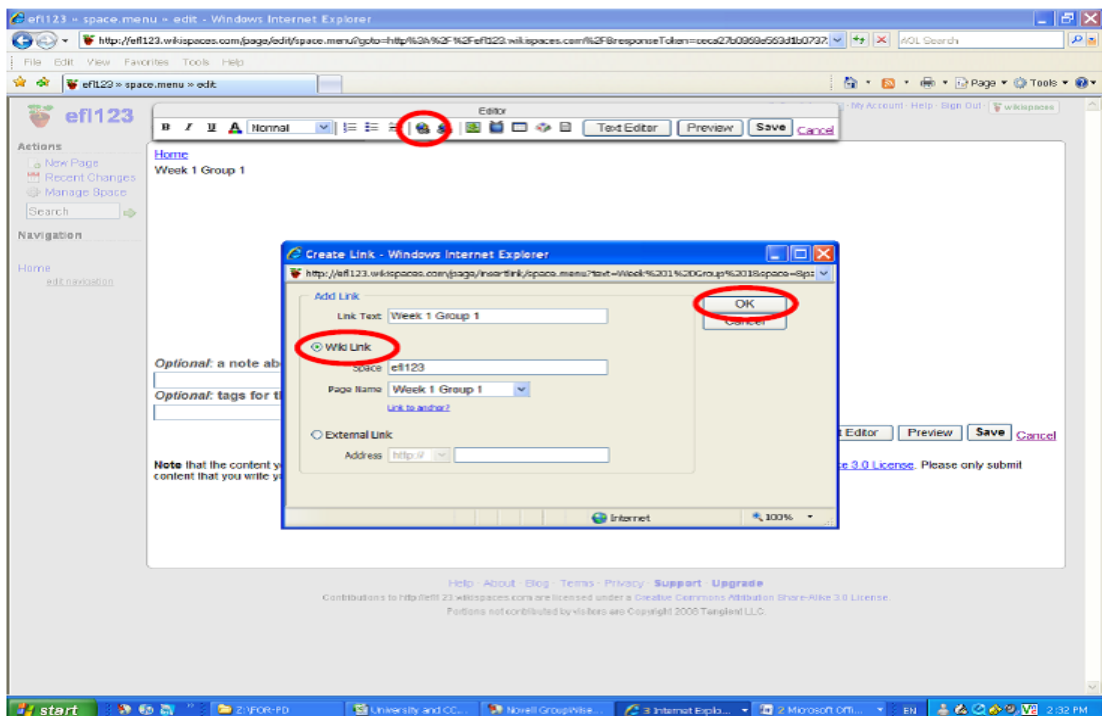 efl123 » space.menu » edit - Windows Internet Explorer
AOL Search
File Edit View Favorites Tools Help
efl123 » space.menu » edit
Page Tools
efl123
My Account · Help · Sign Out · wikispaces
Editor
B I U A Normal Text Editor Preview Save Cancel
Actions
New Page
Recent Changes
Manage Space
Search
Navigation
Home
edit navigation
Home
Week 1 Group 1
Create Link - Windows Internet Explorer
Add Link
Link Text Week 1 Group 1
OK
Cancel
Wiki Link
Space efl123
Page Name Week 1 Group 1
Link to anchor?
External Link
Address http://
Internet 100%
Optional: a note ab
Optional: tags for t
t Editor Preview Save Cancel
Note that the content y
e 3.0 License. Please only submit
content that you write y
Help · About · Blog · Terms · Privacy · Support · Upgrade
Contributions to http://efl123.wikispaces.com are licensed under a Creative Commons Attribution Share-Alike 3.0 License.
Portions not contributed by visitors are Copyright 2008 Tangient LLC.
start Z:\FOR-PD University and CC... Novell GroupWise... 3 Internet Explo... 2 Microsoft Offi... EN 2:32 PM